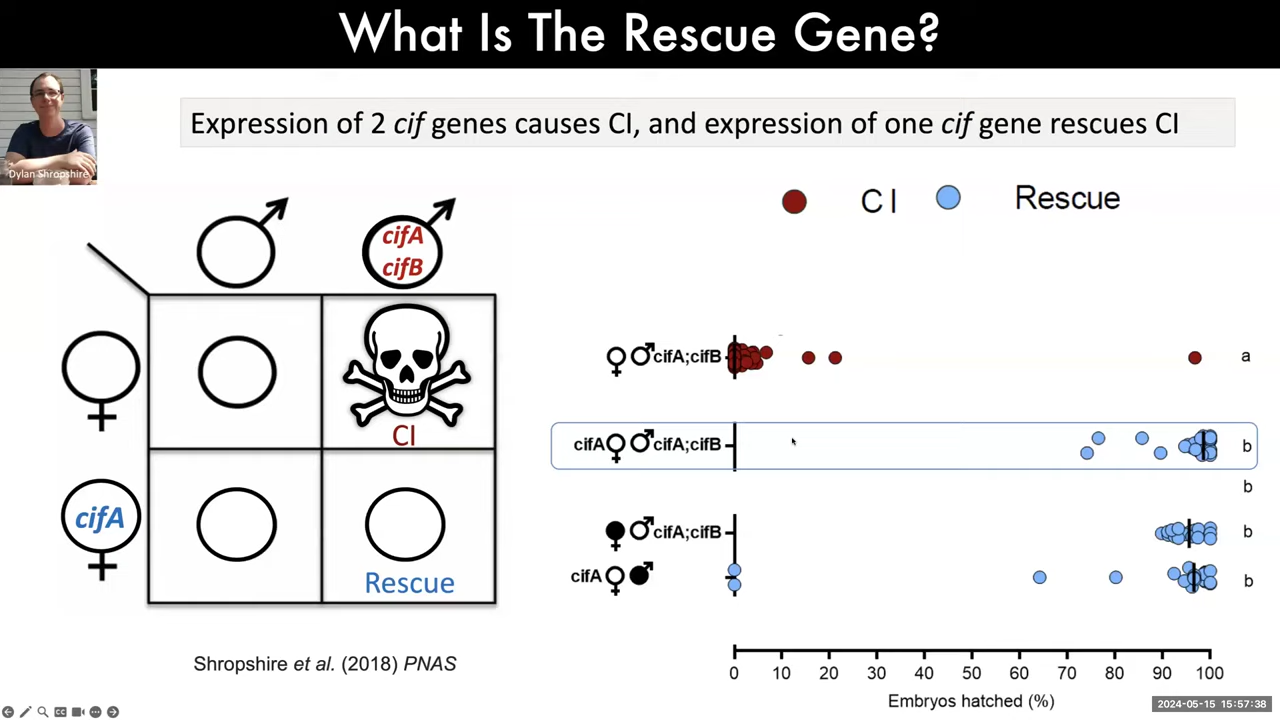 What Is The Rescue Gene?
Dylan Shropshire
Expression of 2 cif genes causes CI, and expression of one cif gene rescues CI
CI Rescue
cifA
cifB
CI
cifA
Rescue
cifA;cifB a
cifA cifA;cifB b
b
cifA;cifB b
cifA b
0 10 20 30 40 50 60 70 80 90 100
Embryos hatched (%)
Shropshire et al. (2018) PNAS
2024-05-15 15:57:38